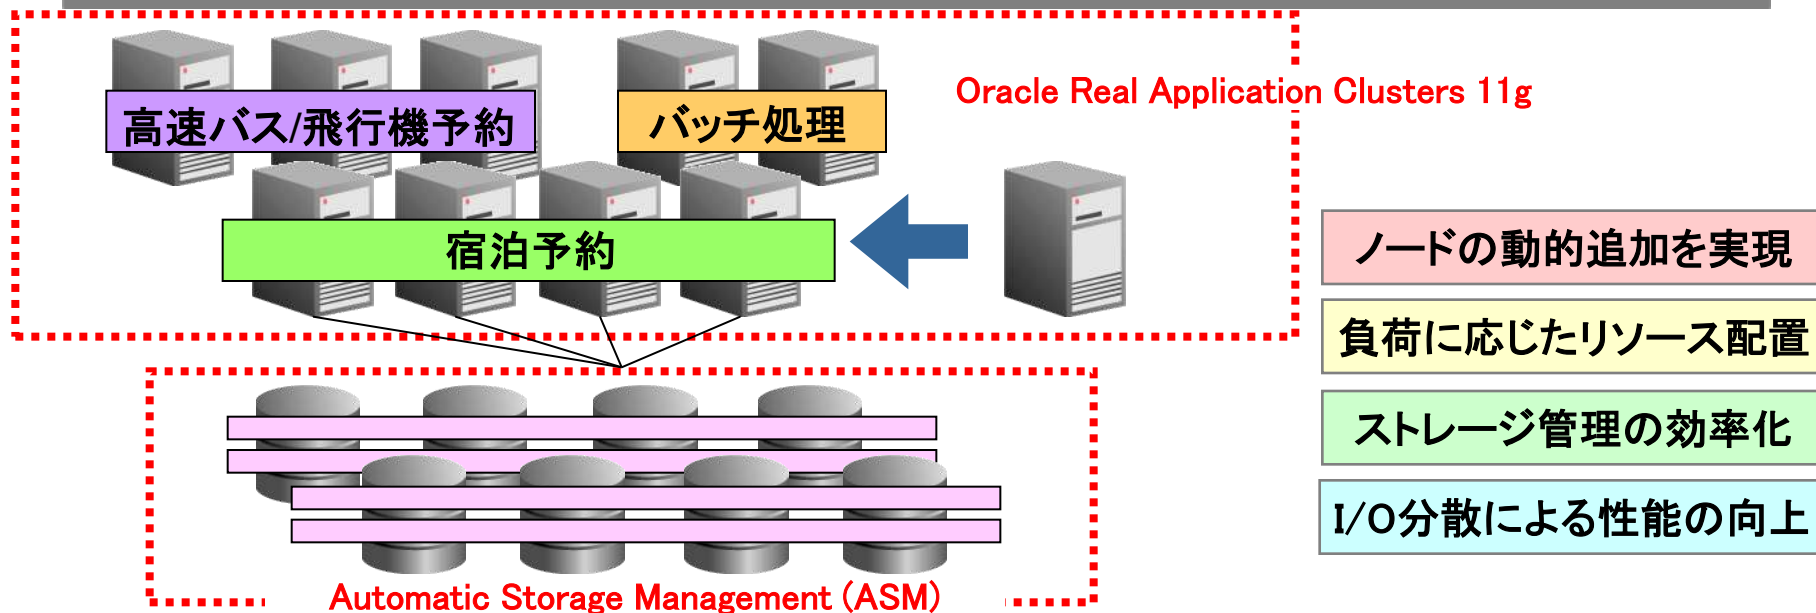 Oracle Real Application Clusters 11g
高速バス/飛行機予約
バッチ処理
宿泊予約
ノードの動的追加を実現
負荷に応じたリソース配置
ストレージ管理の効率化
I/O分散による性能の向上
Automatic Storage Management (ASM)